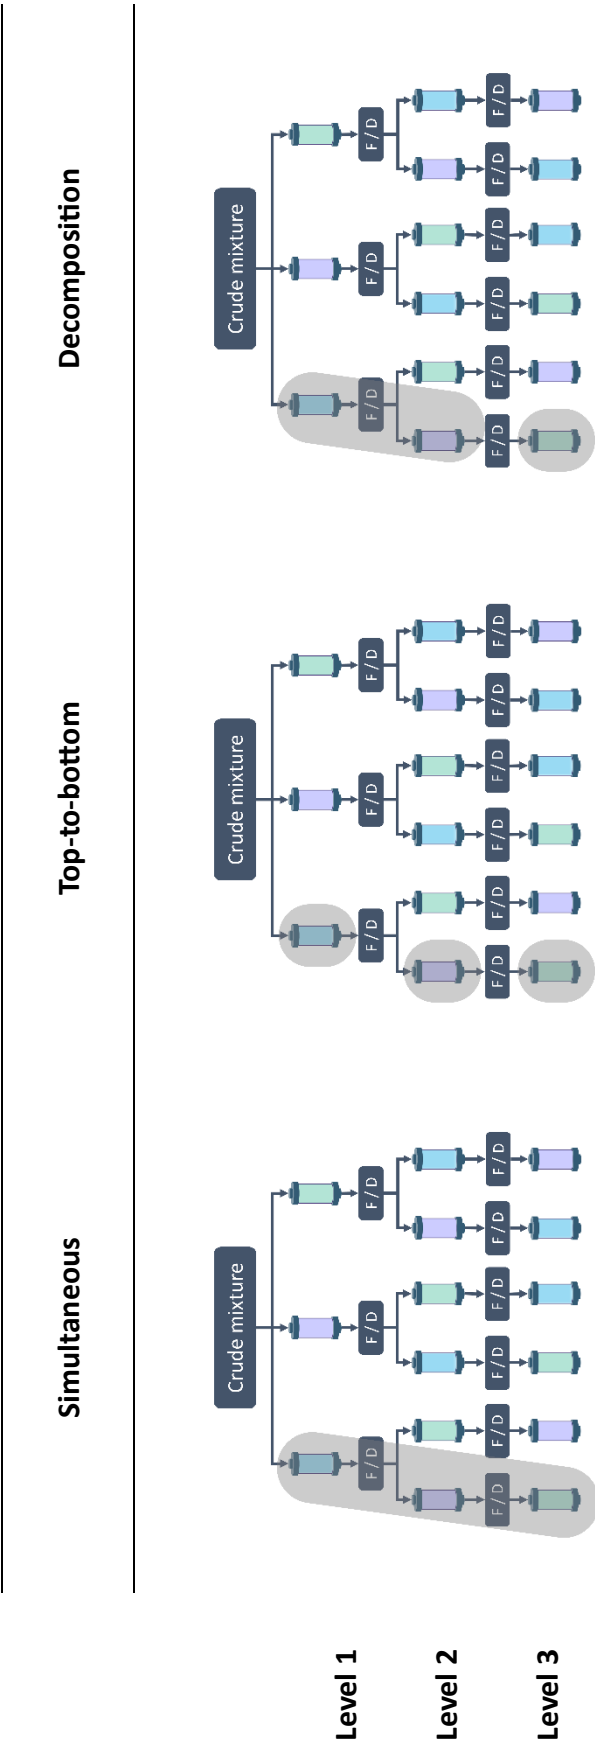 Simultaneous Top-to-bottom Decomposition
Crude mixture Crude mixture Crude mixture
Level 1
F / D F / D F / D F / D F / D F / D F / D F / D F / D
Level 2
F / D F / D F / D F / D F / D F / D F / D F / D F / D F / D F / D F / D F / D F / D F / D F / D F / D F / D
Level 3